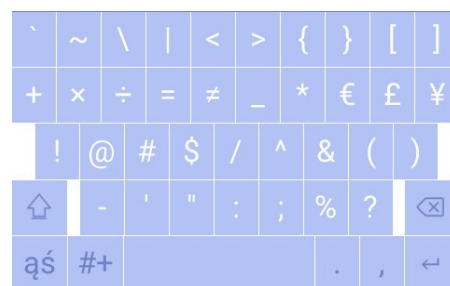 ` ~ \ | < > { } [ ]
+ × ÷ = ≠ _ * € £ ¥
! @ # $ / ^ & ( )
- ' " : ; % ?
ąś #+ . ,